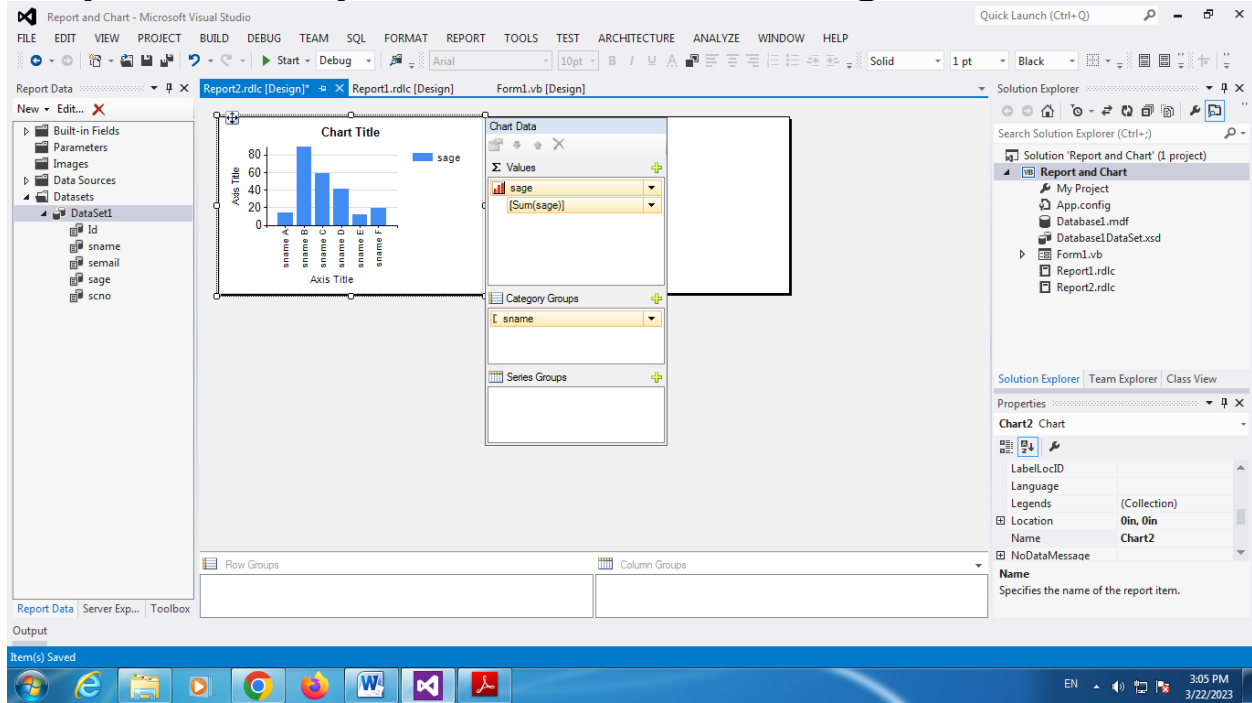 Report and Chart - Microsoft Visual Studio
Quick Launch (Ctrl+Q)
FILE EDIT VIEW PROJECT BUILD DEBUG TEAM SQL FORMAT REPORT TOOLS TEST ARCHITECTURE ANALYZE WINDOW HELP
Start Debug Arial 10pt B I U A Solid 1 pt Black
Report Data
New Edit...
Built-in Fields
Parameters
Images
Data Sources
Datasets
DataSet1
Id
sname
semail
sage
scno
Report Data Server Exp... Toolbox
Report2.rdlc [Design]* Report1.rdlc [Design] Form1.vb [Design]
Chart Title
sage
Axis Title
80
60
40
20
0
sname A
sname B
sname C
sname D
sname E
sname F
Axis Title
Chart Data
Σ Values
sage
[Sum(sage)]
Category Groups
sname
Series Groups
Row Groups
Column Groups
Solution Explorer
Search Solution Explorer (Ctrl+;)
Solution 'Report and Chart' (1 project)
VB Report and Chart
My Project
App.config
Database1.mdf
Database1DataSet.xsd
Form1.vb
Report1.rdlc
Report2.rdlc
Solution Explorer Team Explorer Class View
Properties
Chart2 Chart
LabelLocID
Language
Legends (Collection)
Location 0in, 0in
Name Chart2
NoDataMessage
Name
Specifies the name of the report item.
Output
Item(s) Saved
EN
3:05 PM
3/22/2023